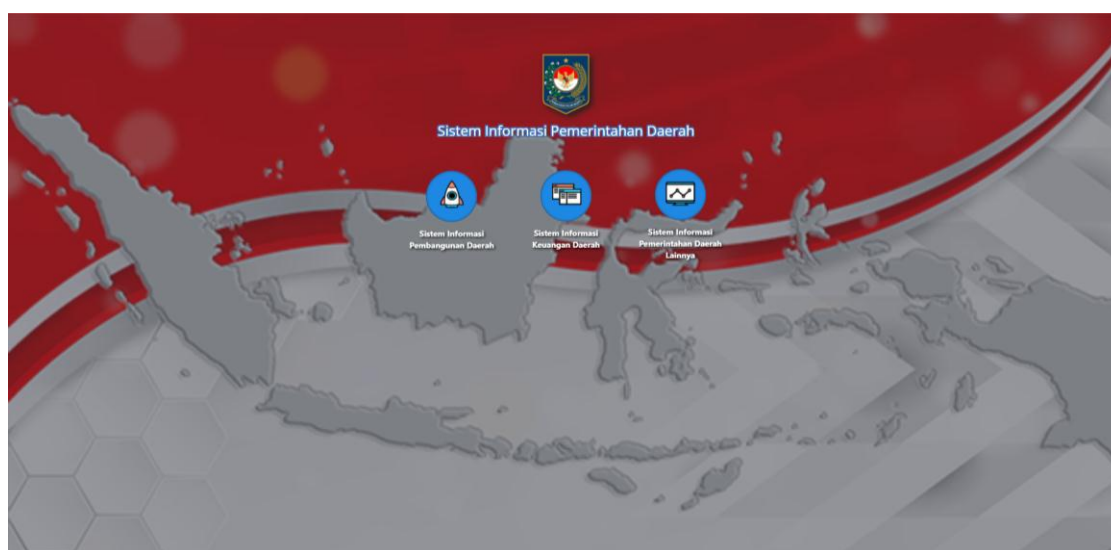 Sistem Informasi Pemerintahan Daerah
Sistem Informasi
Pembangunan Daerah
Sistem Informasi
Keuangan Daerah
Sistem Informasi
Pemerintahan Daerah
Lainnya